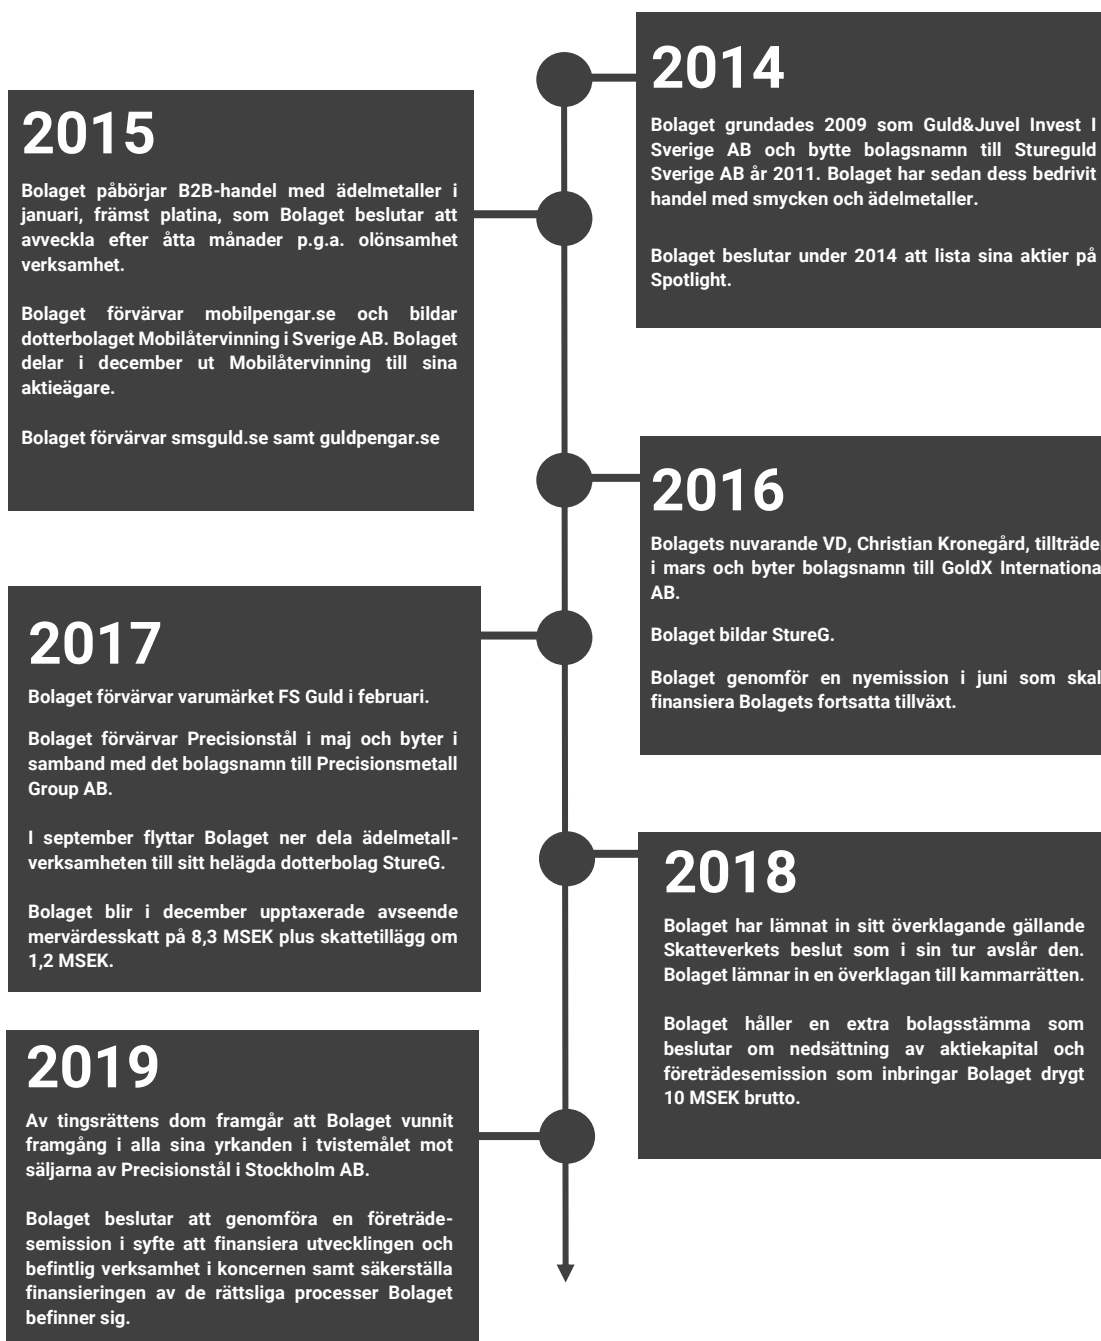 2014
Bolaget grundades 2009 som Guld&Juvel Invest I
Sverige AB och bytte bolagsnamn till Stureguld
Sverige AB år 2011. Bolaget har sedan dess bedrivit
handel med smycken och ädelmetaller.
Bolaget beslutar under 2014 att lista sina aktier på
Spotlight.
2015
Bolaget påbörjar B2B-handel med ädelmetaller i
januari, främst platina, som Bolaget beslutar att
avveckla efter åtta månader p.g.a. olönsamhet
verksamhet.
Bolaget förvärvar mobilpengar.se och bildar
dotterbolaget Mobilåtervinning i Sverige AB. Bolaget
delar i december ut Mobilåtervinning till sina
aktieägare.
Bolaget förvärvar smsguld.se samt guldpengar.se
2016
Bolagets nuvarande VD, Christian Kronegård, tillträde
i mars och byter bolagsnamn till GoldX Internationa
AB.
Bolaget bildar StureG.
Bolaget genomför en nyemission i juni som skal
finansiera Bolagets fortsatta tillväxt.
2017
Bolaget förvärvar varumärket FS Guld i februari.
Bolaget förvärvar Precisionstål i maj och byter i
samband med det bolagsnamn till Precisionsmetall
Group AB.
I september flyttar Bolaget ner dela ädelmetall-
verksamheten till sitt helägda dotterbolag StureG.
Bolaget blir i december upptaxerade avseende
mervärdesskatt på 8,3 MSEK plus skattetillägg om
1,2 MSEK.
2018
Bolaget har lämnat in sitt överklagande gällande
Skatteverkets beslut som i sin tur avslår den.
Bolaget lämnar in en överklagan till kammarrätten.
Bolaget håller en extra bolagsstämma som
beslutar om nedsättning av aktiekapital och
företrädesemission som inbringar Bolaget drygt
10 MSEK brutto.
2019
Av tingsrättens dom framgår att Bolaget vunnit
framgång i alla sina yrkanden i tvistemålet mot
säljarna av Precisionstål i Stockholm AB.
Bolaget beslutar att genomföra en företräde-
semission i syfte att finansiera utvecklingen och
befintlig verksamhet i koncernen samt säkerställa
finansieringen av de rättsliga processer Bolaget
befinner sig.